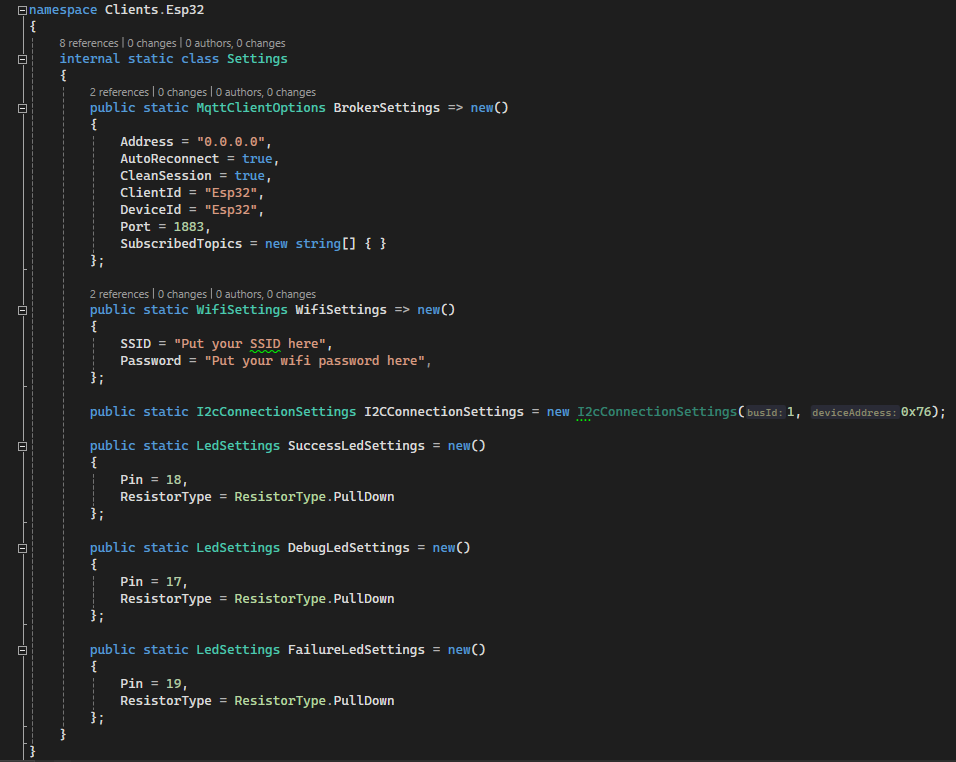 namespace Clients.Esp32
{
8 references | 0 changes | 0 authors, 0 changes
internal static class Settings
{
2 references | 0 changes | 0 authors, 0 changes
public static MqttClientOptions BrokerSettings => new()
{
Address = "0.0.0.0",
AutoReconnect = true,
CleanSession = true,
ClientId = "Esp32",
DeviceId = "Esp32",
Port = 1883,
SubscribedTopics = new string[] { }
};
2 references | 0 changes | 0 authors, 0 changes
public static WifiSettings WifiSettings => new()
{
SSID = "Put your SSID here",
Password = "Put your wifi password here",
};
public static I2cConnectionSettings I2CConnectionSettings = new I2cConnectionSettings(busId: 1, deviceAddress: 0x76);
public static LedSettings SuccessLedSettings = new()
{
Pin = 18,
ResistorType = ResistorType.PullDown
};
public static LedSettings DebugLedSettings = new()
{
Pin = 17,
ResistorType = ResistorType.PullDown
};
public static LedSettings FailureLedSettings = new()
{
Pin = 19,
ResistorType = ResistorType.PullDown
};
}
}